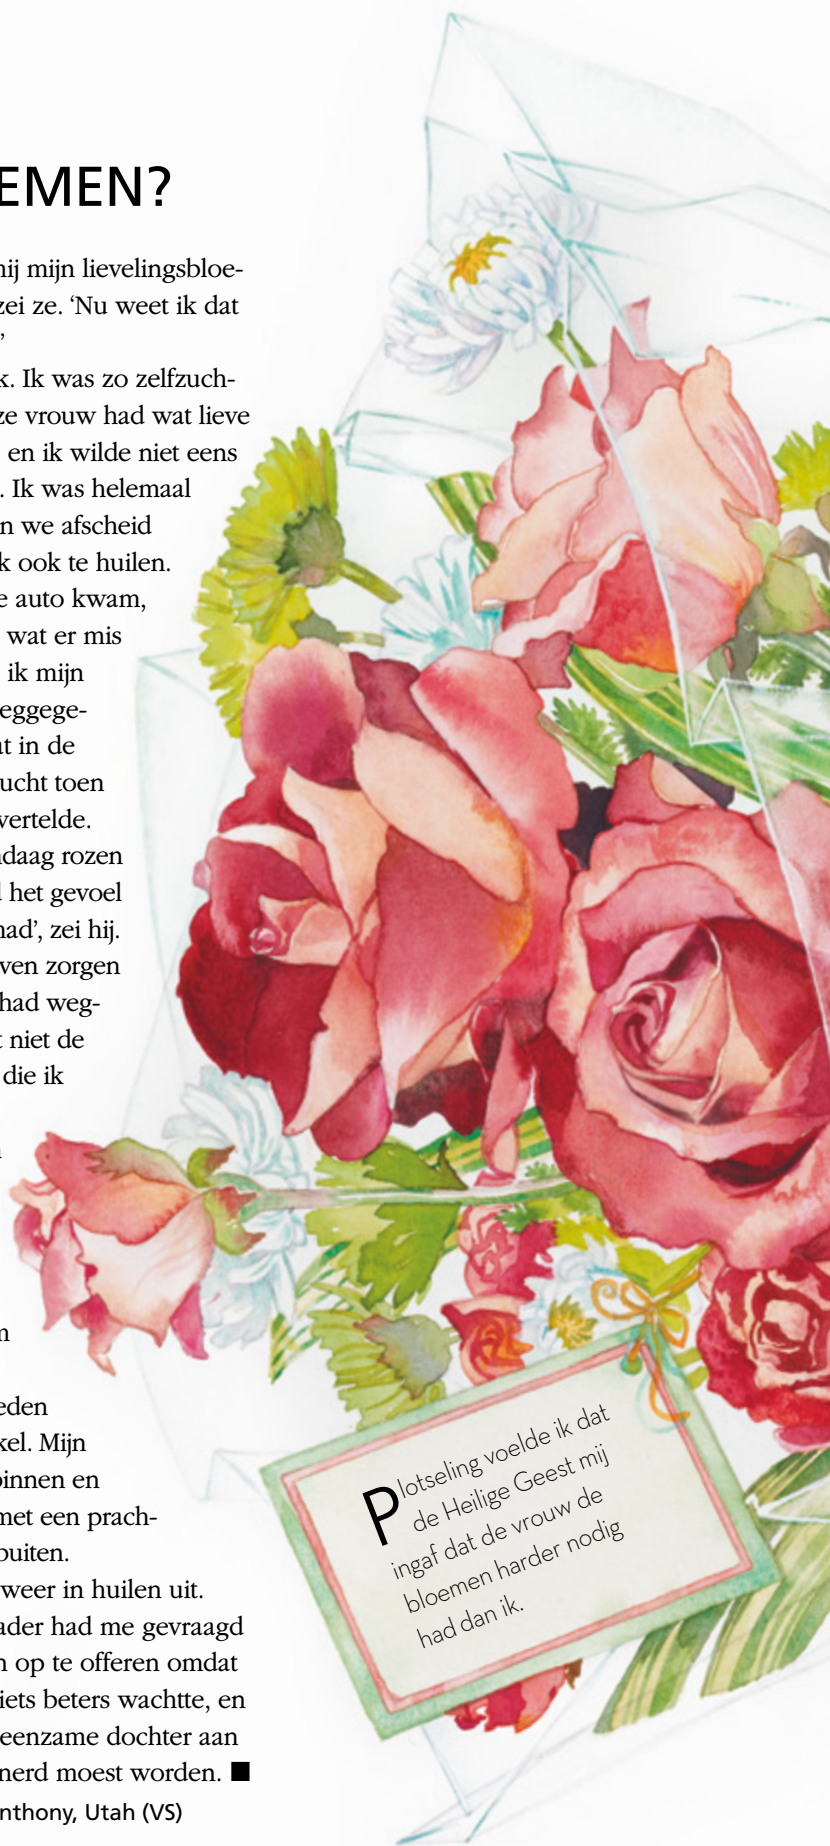 EMEN?
mijn lievelingsbloe-
zei ze. ‘Nu weet ik dat
’
k. Ik was zo zelfzuch-
ze vrouw had wat lieve
en ik wilde niet eens
. Ik was helemaal
n we afscheid
k ook te huilen.
e auto kwam,
wat er mis
ik mijn
eggege-
at in de
ucht toen
vertelde.
ndaag rozen
het gevoel
had’, zei hij.
ven zorgen
had weg-
t niet de
die ik
n
n
eden
kel. Mijn
binnen en
met een prach-
buiten.
weer in huilen uit.
ader had me gevraagd
n op te offeren omdat
iets beters wachtte, en
eenzame dochter aan
nerd moest worden. ■
nthony, Utah (VS)
Plotseling voelde ik dat
de Heilige Geest mij
ingaf dat de vrouw de
bloemen harder nodig
had dan ik.